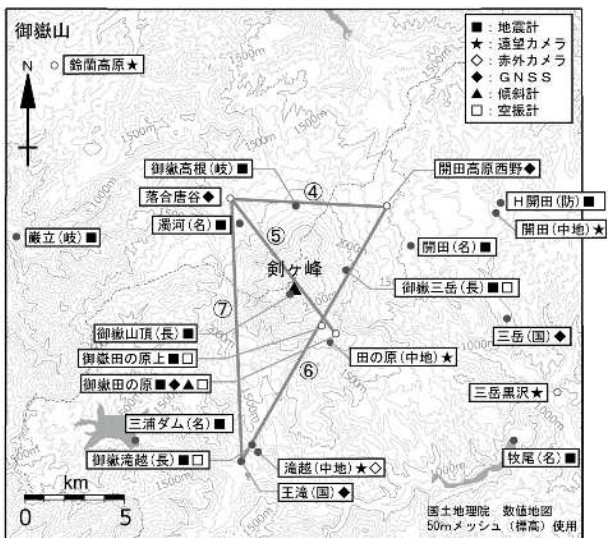 御嶽山
■：地震計
★：遠望カメラ
◇：赤外カメラ
◆：ＧＮＳＳ
▲：傾斜計
□：空振計
N
鈴蘭高原★
1500m
1500m
御嶽高根(岐)■
開田高原西野◆
落合唐谷◆
④
Ｈ開田(防)■
濁河(名)■
開田(中地)★
巌立(岐)■
⑤
開田(名)■
2000m
剣ヶ峰
御嶽三岳(長)■□
⑦
御嶽山頂(長)■
三岳(国)◆
御嶽田の原上■□
田の原(中地)★
御嶽田の原■◆▲□
⑥
三岳黒沢★
三浦ダム(名)■
牧尾(名)■
御嶽滝越(長)■□
滝越(中地)★◇
王滝(国)◆
km
0 5
国土地理院　数値地図
50mメッシュ（標高）使用